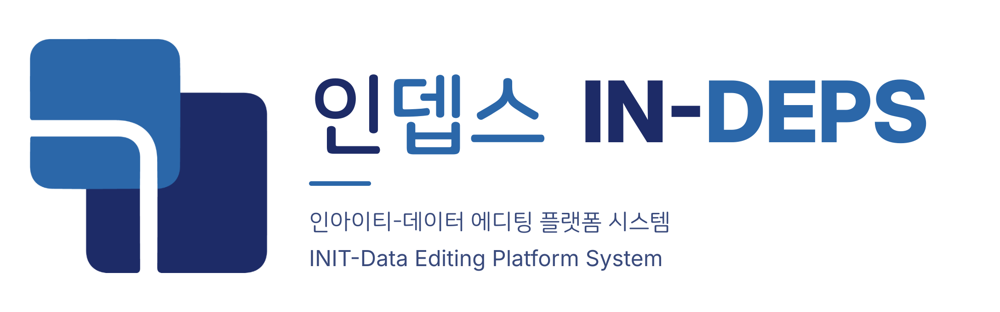 인뎁스 IN-DEPS
인아이티-데이터 에디팅 플랫폼 시스템
INIT-Data Editing Platform System